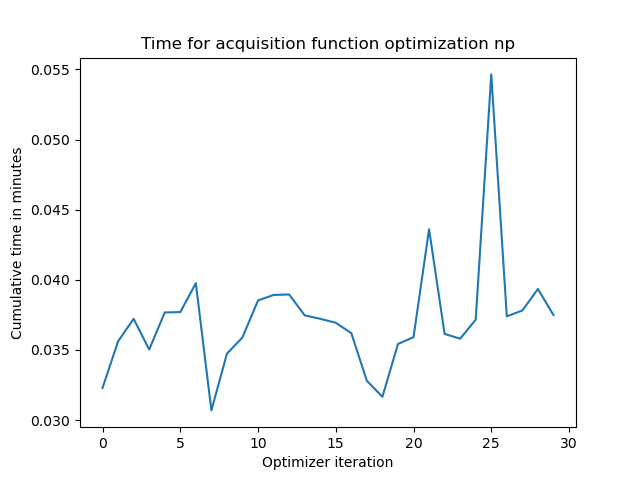 Time for acquisition function optimization np
Cumulative time in minutes
0.055
0.050
0.045
0.040
0.035
0.030
0 5 10 15 20 25 30
Optimizer iteration